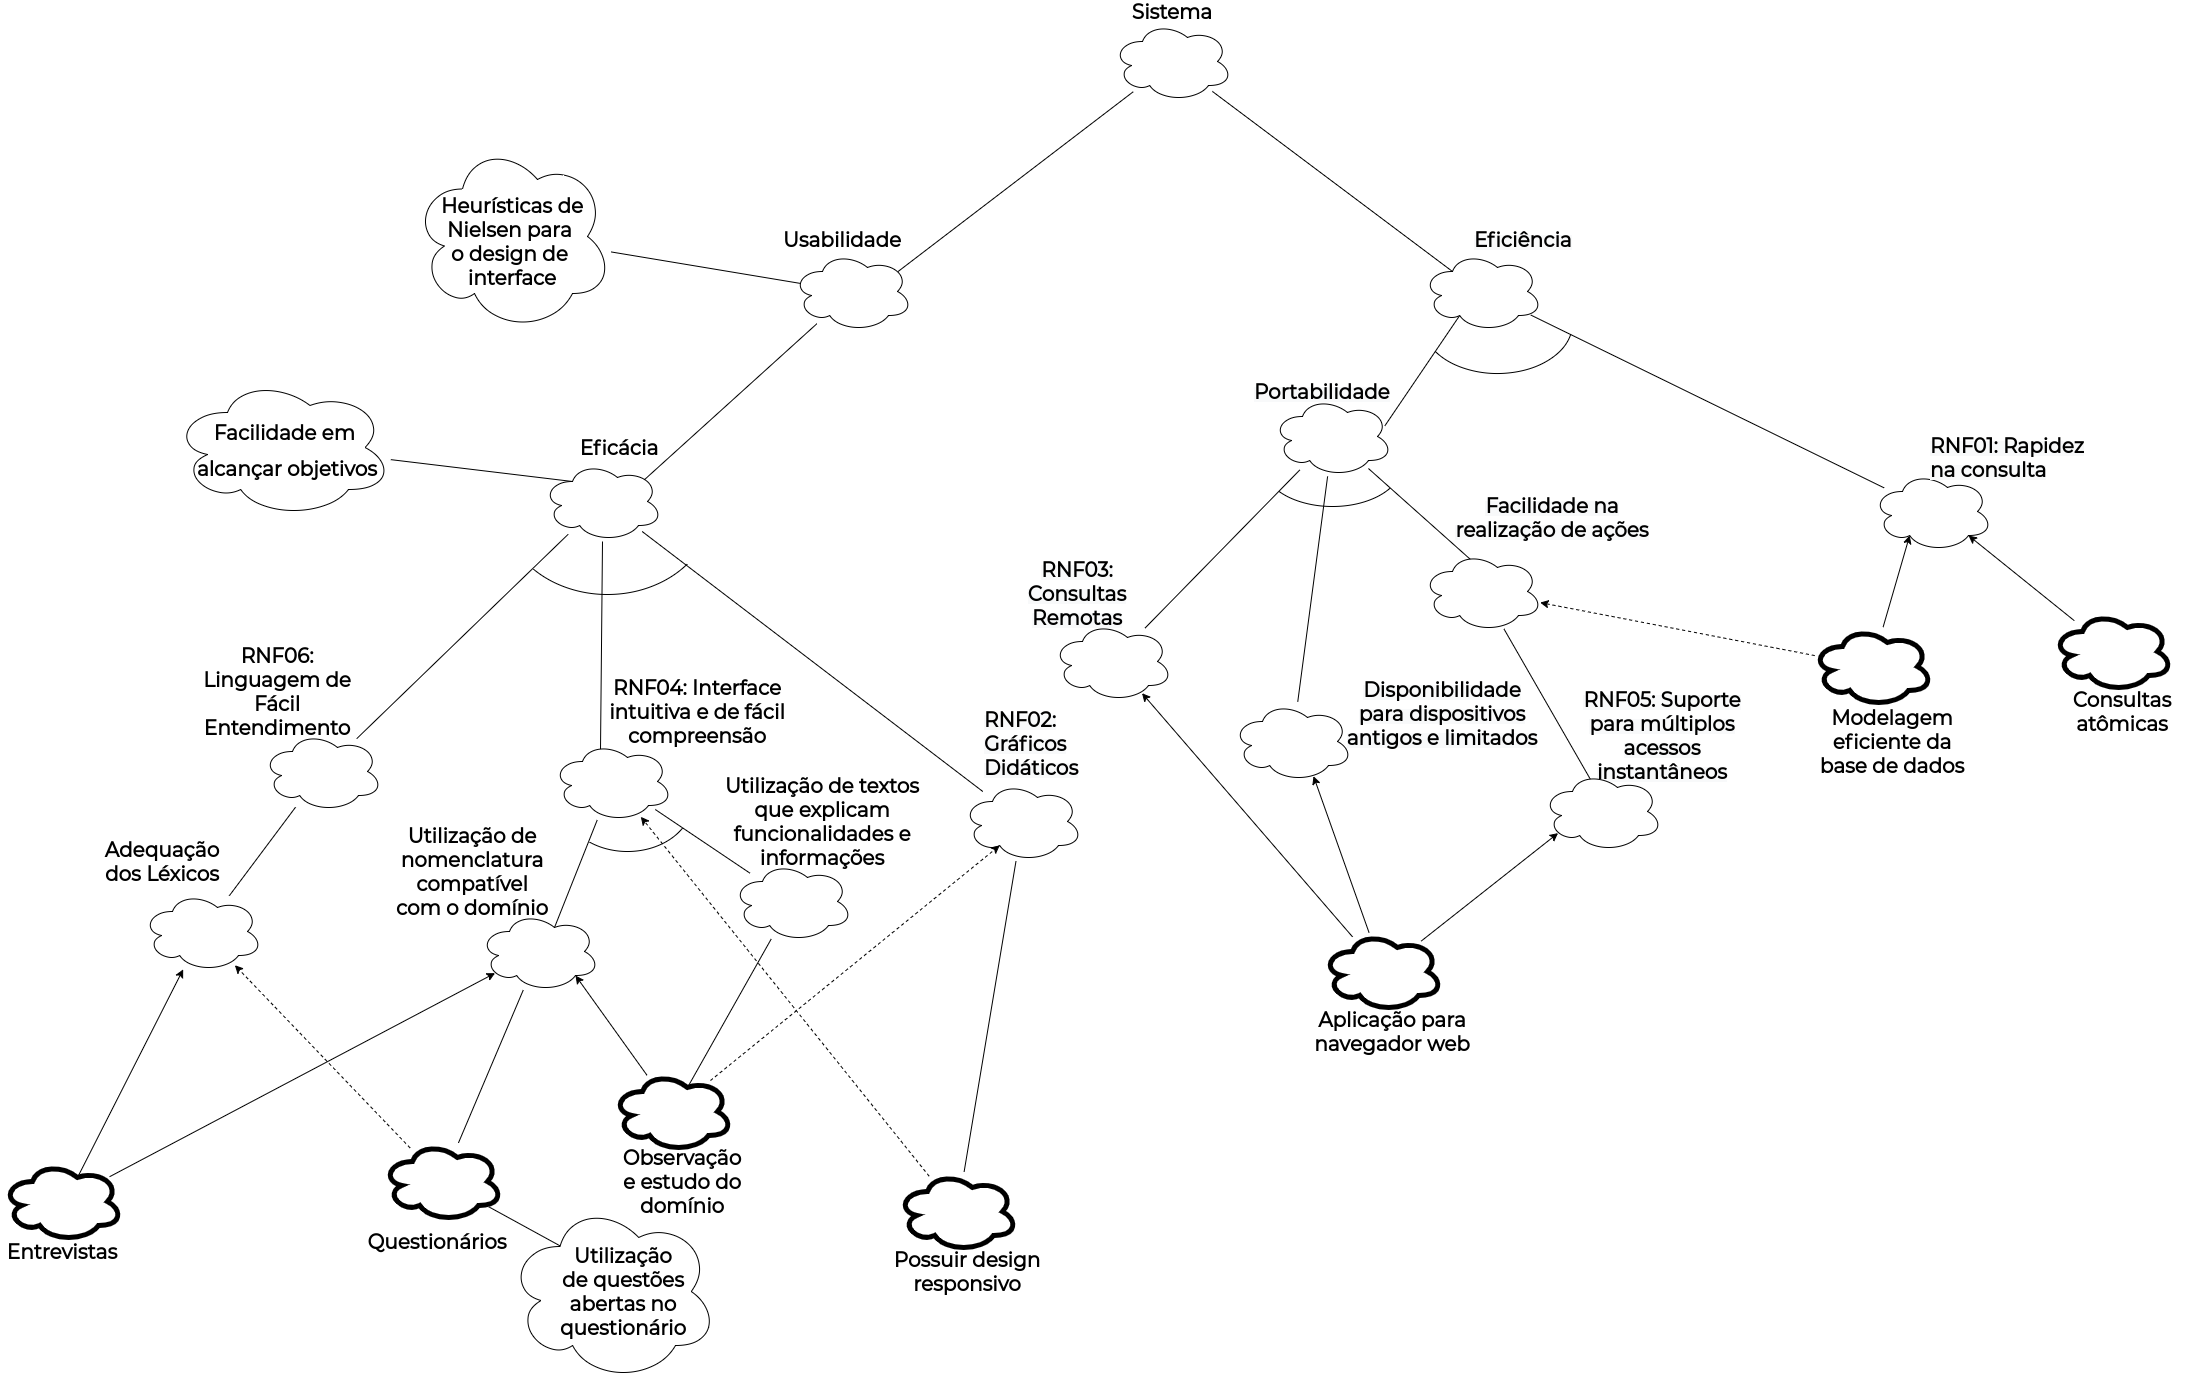 Sistema
Heurísticas de
Nielsen para
o design de
interface
Usabilidade
Eficiência
Portabilidade
Facilidade em
alcançar objetivos
Eficácia
RNF01: Rapidez
na consulta
Facilidade na
realização de ações
RNF03:
Consultas
Remotas
RNF06:
Linguagem de
Fácil
Entendimento
RNF04: Interface
intuitiva e de fácil
compreensão
RNF02:
Gráficos
Didáticos
Disponibilidade
para dispositivos
antigos e limitados
RNF05: Suporte
para múltiplos
acessos
instantâneos
Modelagem
eficiente da
base de dados
Consultas
atômicas
Adequação
dos Léxicos
Utilização de
nomenclatura
compatível
com o domínio
Utilização de textos
que explicam
funcionalidades e
informações
Aplicação para
navegador web
Entrevistas
Questionários
Observação
e estudo do
domínio
Utilização
de questões
abertas no
questionário
Possuir design
responsivo